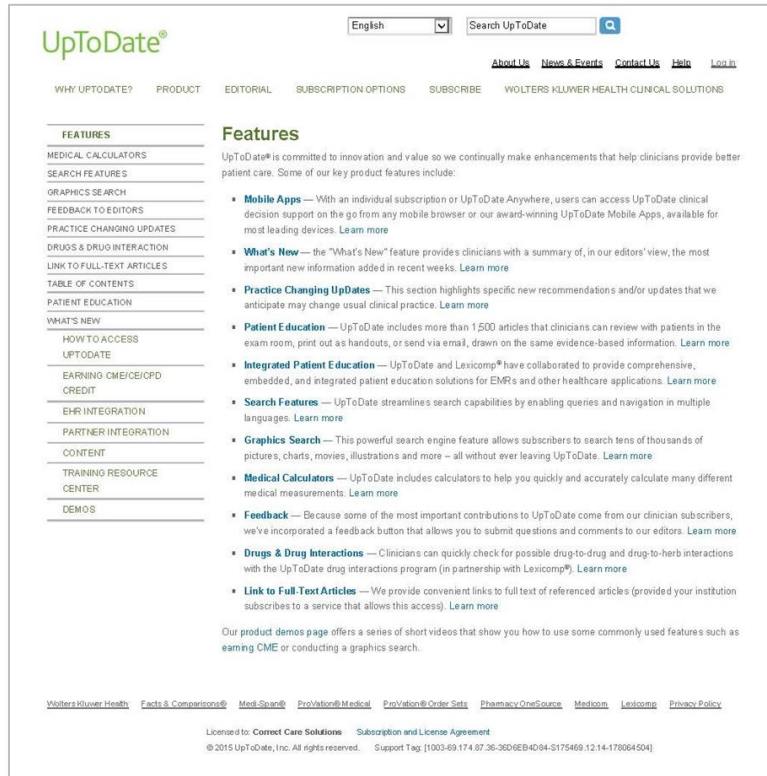 UpToDate®
English
Search UpToDate
About Us News & Events Contact Us Help Log in
WHY UPTODATE? PRODUCT EDITORIAL SUBSCRIPTION OPTIONS SUBSCRIBE WOLTERS KLUWER HEALTH CLINICAL SOLUTIONS
FEATURES
MEDICAL CALCULATORS
SEARCH FEATURES
GRAPHICS SEARCH
FEEDBACK TO EDITORS
PRACTICE CHANGING UPDATES
DRUGS & DRUG INTERACTION
LINK TO FULL-TEXT ARTICLES
TABLE OF CONTENTS
PATIENT EDUCATION
WHAT'S NEW
HOW TO ACCESS
UPTODATE
EARNING CME/CE/CPD
CREDIT
EHR INTEGRATION
PARTNER INTEGRATION
CONTENT
TRAINING RESOURCE
CENTER
DEMOS
Features
UpToDate® is committed to innovation and value so we continually make enhancements that help clinicians provide better
patient care. Some of our key product features include:
▪ Mobile Apps — With an individual subscription or UpToDate Anywhere, users can access UpToDate clinical
decision support on the go from any mobile browser or our award-winning UpToDate Mobile Apps, available for
most leading devices. Learn more
▪ What's New — the "What's New" feature provides clinicians with a summary of, in our editors' view, the most
important new information added in recent weeks. Learn more
▪ Practice Changing UpDates — This section highlights specific new recommendations and/or updates that we
anticipate may change usual clinical practice. Learn more
▪ Patient Education — UpToDate includes more than 1,500 articles that clinicians can review with patients in the
exam room, print out as handouts, or send via email, drawn on the same evidence-based information. Learn more
▪ Integrated Patient Education — UpToDate and Lexicomp® have collaborated to provide comprehensive,
embedded, and integrated patient education solutions for EMRs and other healthcare applications. Learn more
▪ Search Features — UpToDate streamlines search capabilities by enabling queries and navigation in multiple
languages. Learn more
▪ Graphics Search — This powerful search engine feature allows subscribers to search tens of thousands of
pictures, charts, movies, illustrations and more – all without ever leaving UpToDate. Learn more
▪ Medical Calculators — UpToDate includes calculators to help you quickly and accurately calculate many different
medical measurements. Learn more
▪ Feedback — Because some of the most important contributions to UpToDate come from our clinician subscribers,
we've incorporated a feedback button that allows you to submit questions and comments to our editors. Learn more
▪ Drugs & Drug Interactions — Clinicians can quickly check for possible drug-to-drug and drug-to-herb interactions
with the UpToDate drug interactions program (in partnership with Lexicomp®). Learn more
▪ Link to Full-Text Articles — We provide convenient links to full text of referenced articles (provided your institution
subscribes to a service that allows this access). Learn more
Our product demos page offers a series of short videos that show you how to use some commonly used features such as
earning CME or conducting a graphics search.
Wolters Kluwer Health Facts & Comparisons® Medi-Span® ProVation® Medical ProVation® Order Sets Pharmacy OneSource Medicom Lexicomp Privacy Policy
Licensed to: Correct Care Solutions Subscription and License Agreement
© 2015 UpToDate, Inc. All rights reserved. Support Tag: [1003-69.174.87.36-36D6EB4D84-S175469.12.14-178064504]